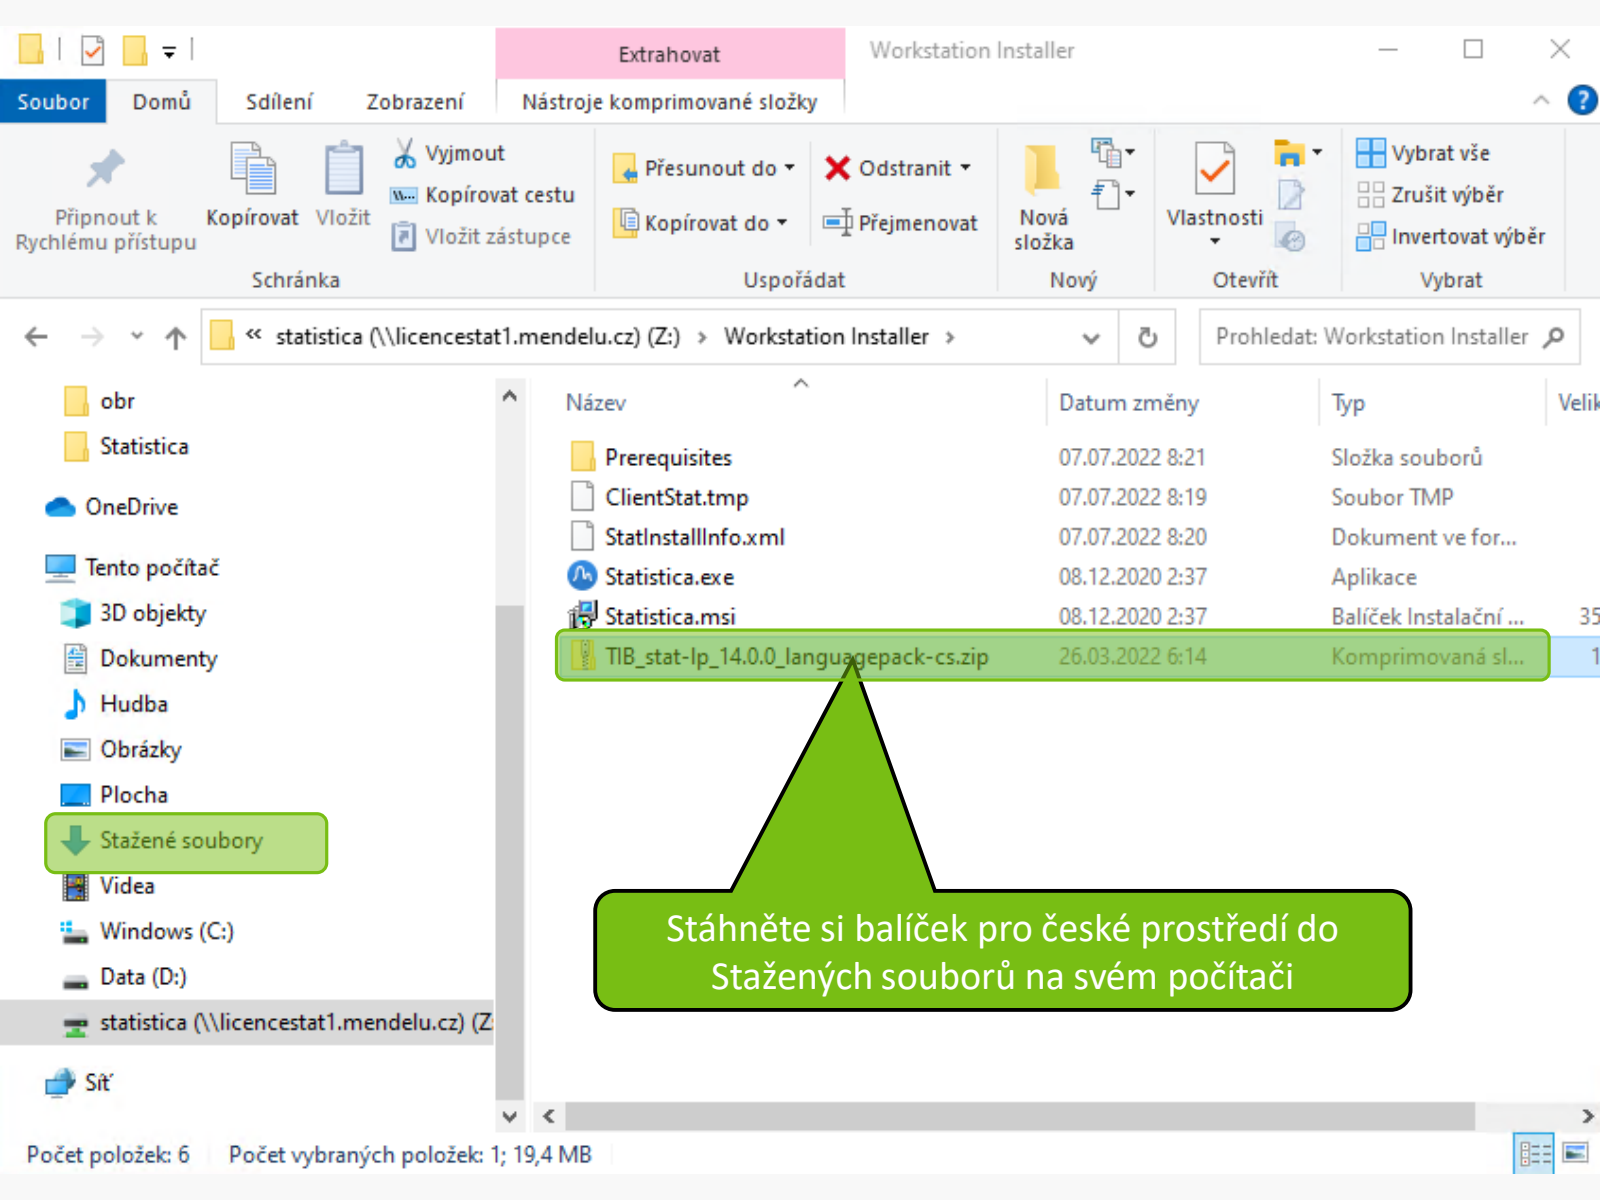 Extrahovat
Workstation Installer
Soubor Domů Sdílení Zobrazení Nástroje komprimované složky
Připnout k Rychlému přístupu
Kopírovat
Vložit
Vyjmout
Kopírovat cestu
Vložit zástupce
Schránka
Přesunout do
Kopírovat do
Odstranit
Přejmenovat
Uspořádat
Nová složka
Nový
Vlastnosti
Otevřít
Vybrat vše
Zrušit výběr
Invertovat výběr
Vybrat
« statistica (\\licencestat1.mendelu.cz) (Z:) > Workstation Installer >
Prohledat: Workstation Installer
obr
Statistica
OneDrive
Tento počítač
3D objekty
Dokumenty
Hudba
Obrázky
Plocha
Stažené soubory
Videa
Windows (C:)
Data (D:)
statistica (\\licencestat1.mendelu.cz) (Z:
Síť
Název Datum změny Typ Velik
Prerequisites 07.07.2022 8:21 Složka souborů
ClientStat.tmp 07.07.2022 8:19 Soubor TMP
StatInstallInfo.xml 07.07.2022 8:20 Dokument ve for...
Statistica.exe 08.12.2020 2:37 Aplikace
Statistica.msi 08.12.2020 2:37 Balíček Instalační ... 35
TIB_stat-lp_14.0.0_languagepack-cs.zip 26.03.2022 6:14 Komprimovaná sl... 1
Stáhněte si balíček pro české prostředí do
Stažených souborů na svém počítači
Počet položek: 6 Počet vybraných položek: 1; 19,4 MB